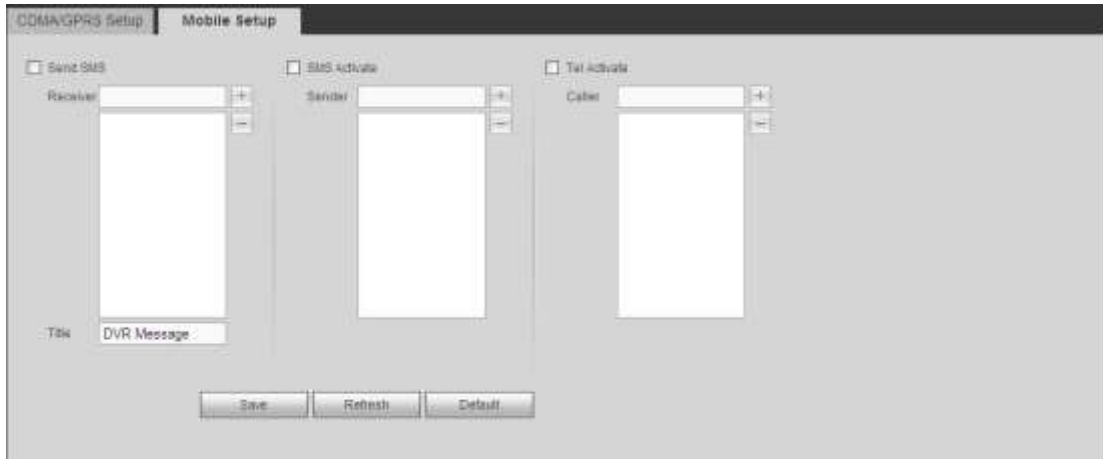 CDMA/GPRS Setup Mobile Setup
Send SMS SMS Activate Tel Activate
Receiver + Sender + Caller +
− − −
Title DVR Message
Save Refresh Default